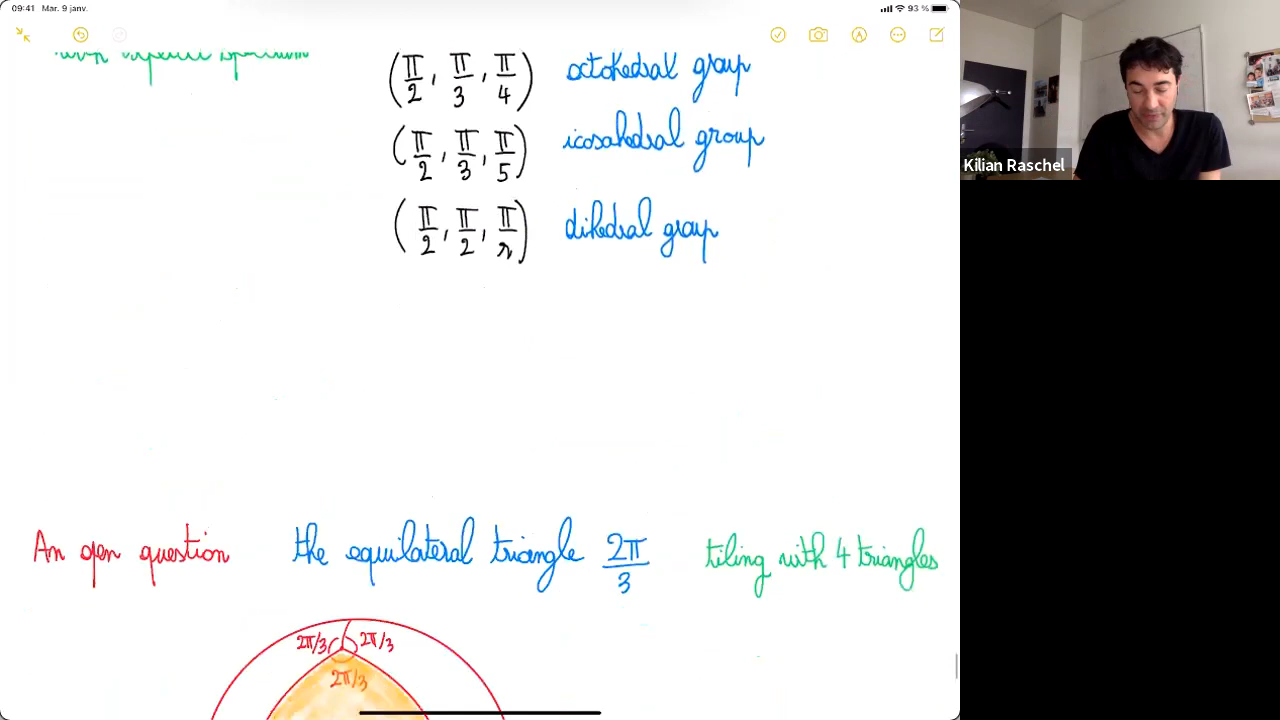 09:41 Mar. 9 janv.
93 %
with
(π/2, π/3, π/4) octohedral group
(π/2, π/3, π/5) icosahedral group
(π/2, π/2, π/r) dihedral group
Kilian Raschel
An open question the equilateral triangle 2π/3 tiling with 4 triangles
2π/3 2π/3
2π/3